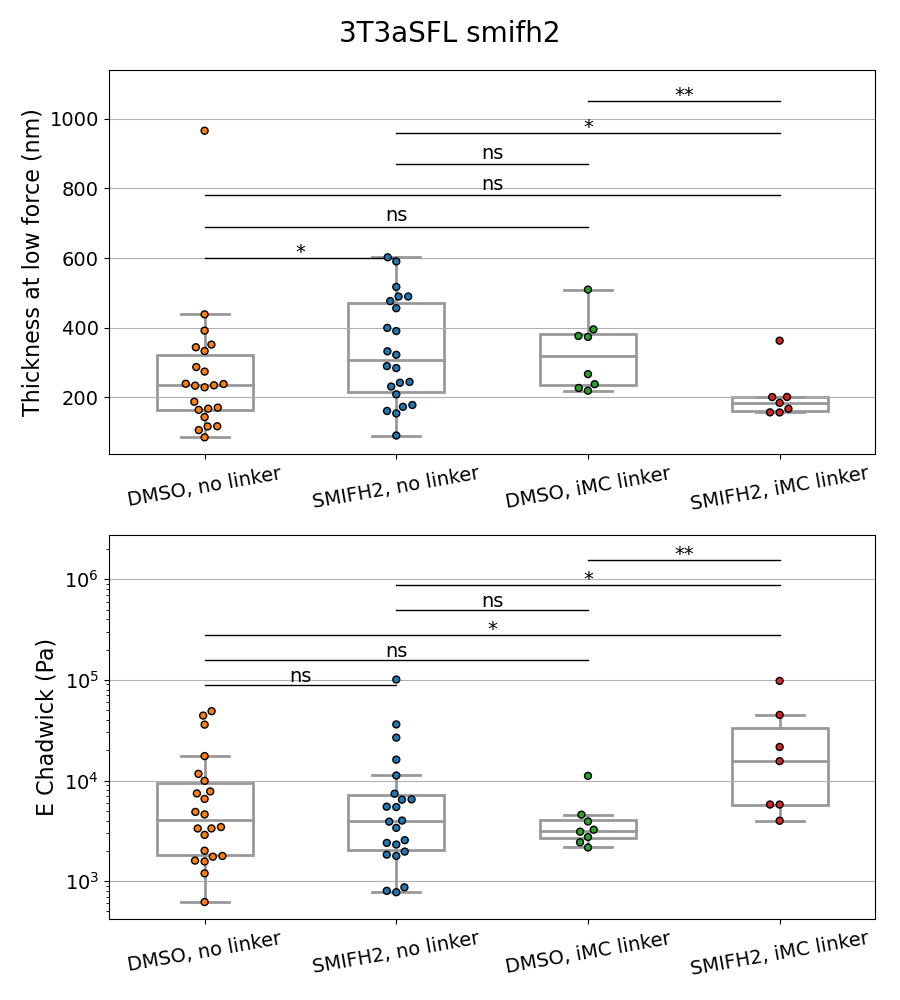 3T3aSFL smifh2
Thickness at low force (nm)
1000
800
600
400
200
**
*
ns
ns
ns
*
DMSO, no linker
SMIFH2, no linker
DMSO, iMC linker
SMIFH2, iMC linker
E Chadwick (Pa)
10⁶
10⁵
10⁴
10³
**
*
ns
*
ns
ns
DMSO, no linker
SMIFH2, no linker
DMSO, iMC linker
SMIFH2, iMC linker